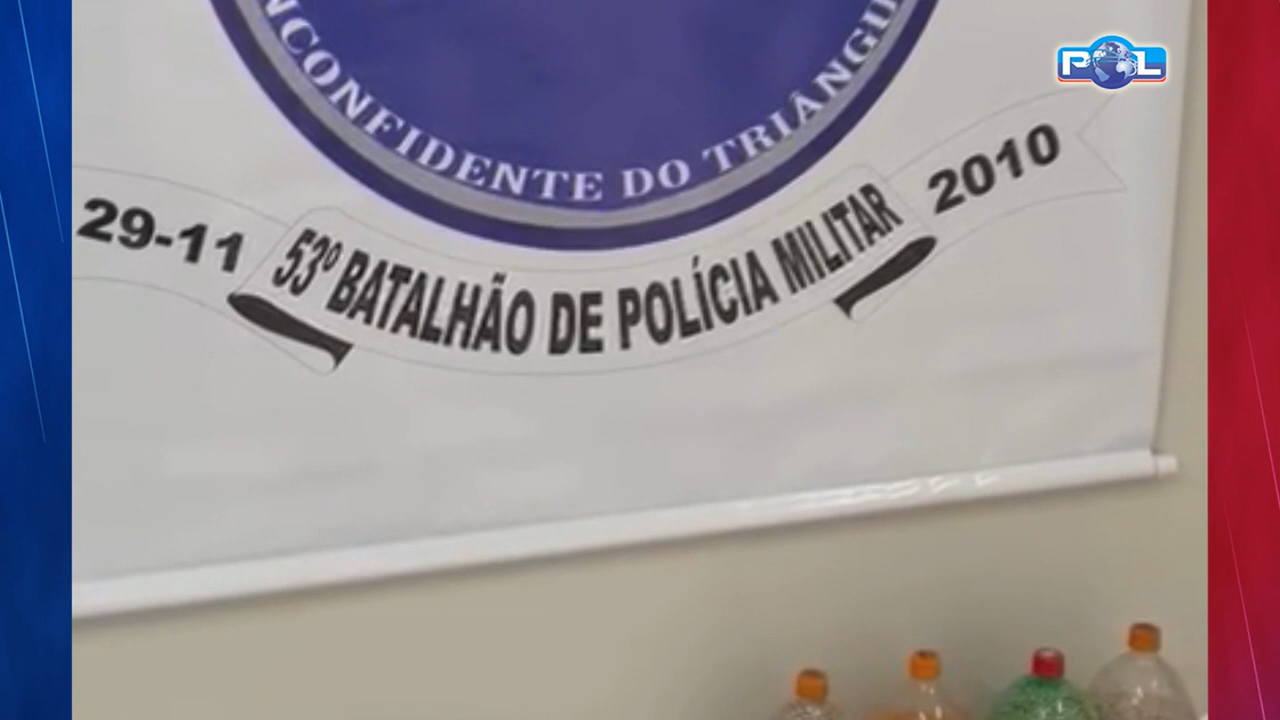 POL
NCONFIDENTE DO TRIÂNGU
29-11
53º BATALHÃO DE POLÍCIA MILITAR
2010